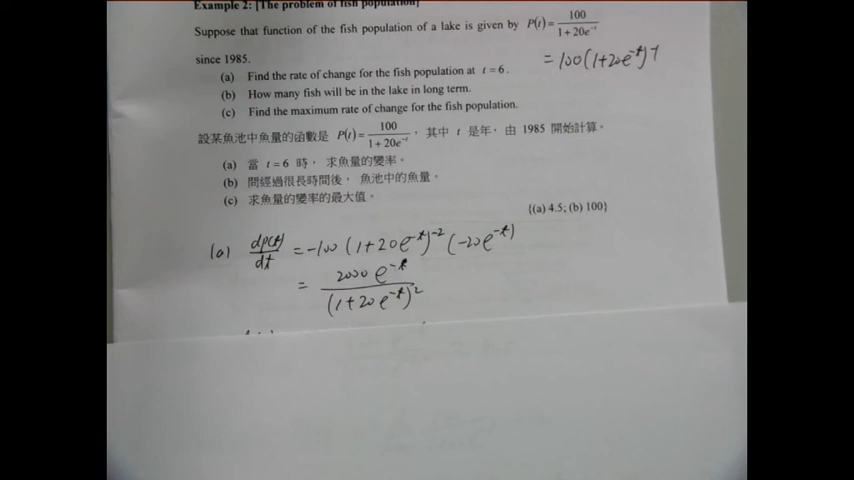 Example 2: [The problem of fish population]
Suppose that function of the fish population of a lake is given by P(t) = 100 / (1 + 20e^{-t})
= 100(1+20e^{-t})
since 1985.
(a) Find the rate of change for the fish population at t = 6.
(b) How many fish will be in the lake in long term.
(c) Find the maximum rate of change for the fish population.
設某魚池中魚量的函數是 P(t) = 100 / (1 + 20e^{-t}), 其中 t 是年, 由 1985 開始計算。
(a) 當 t = 6 時, 求魚量的變率。
(b) 問經過很長時間後, 魚池中的魚量。
(c) 求魚量的變率的最大值。
{(a) 4.5; (b) 100}
(a) dP(t)/dt = -100 (1+20e^{-t})^{-2} (-20e^{-t})
= 2000e^{-t} / (1+20e^{-t})^2